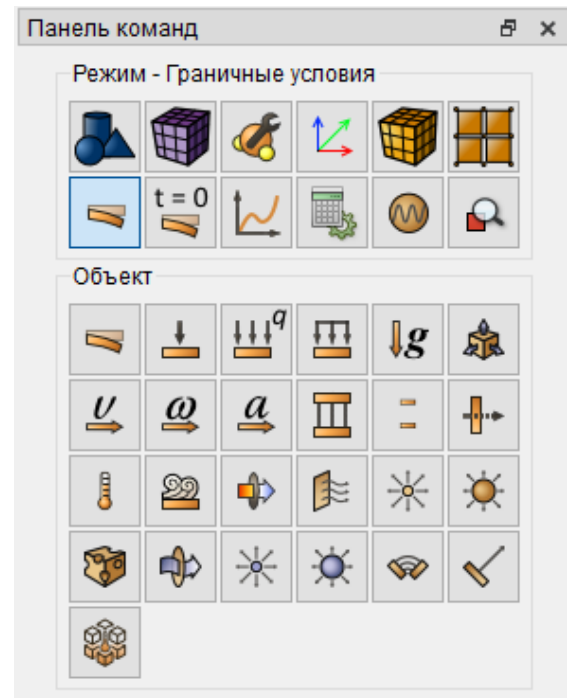 Панель команд
Режим - Граничные условия
t = 0
Объект
q
g
υ ω a